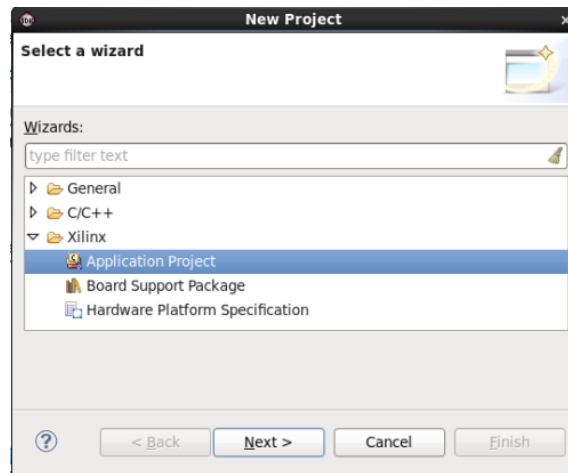 New Project
Select a wizard
Wizards:
type filter text
General
C/C++
Xilinx
Application Project
Board Support Package
Hardware Platform Specification
< Back Next > Cancel Finish